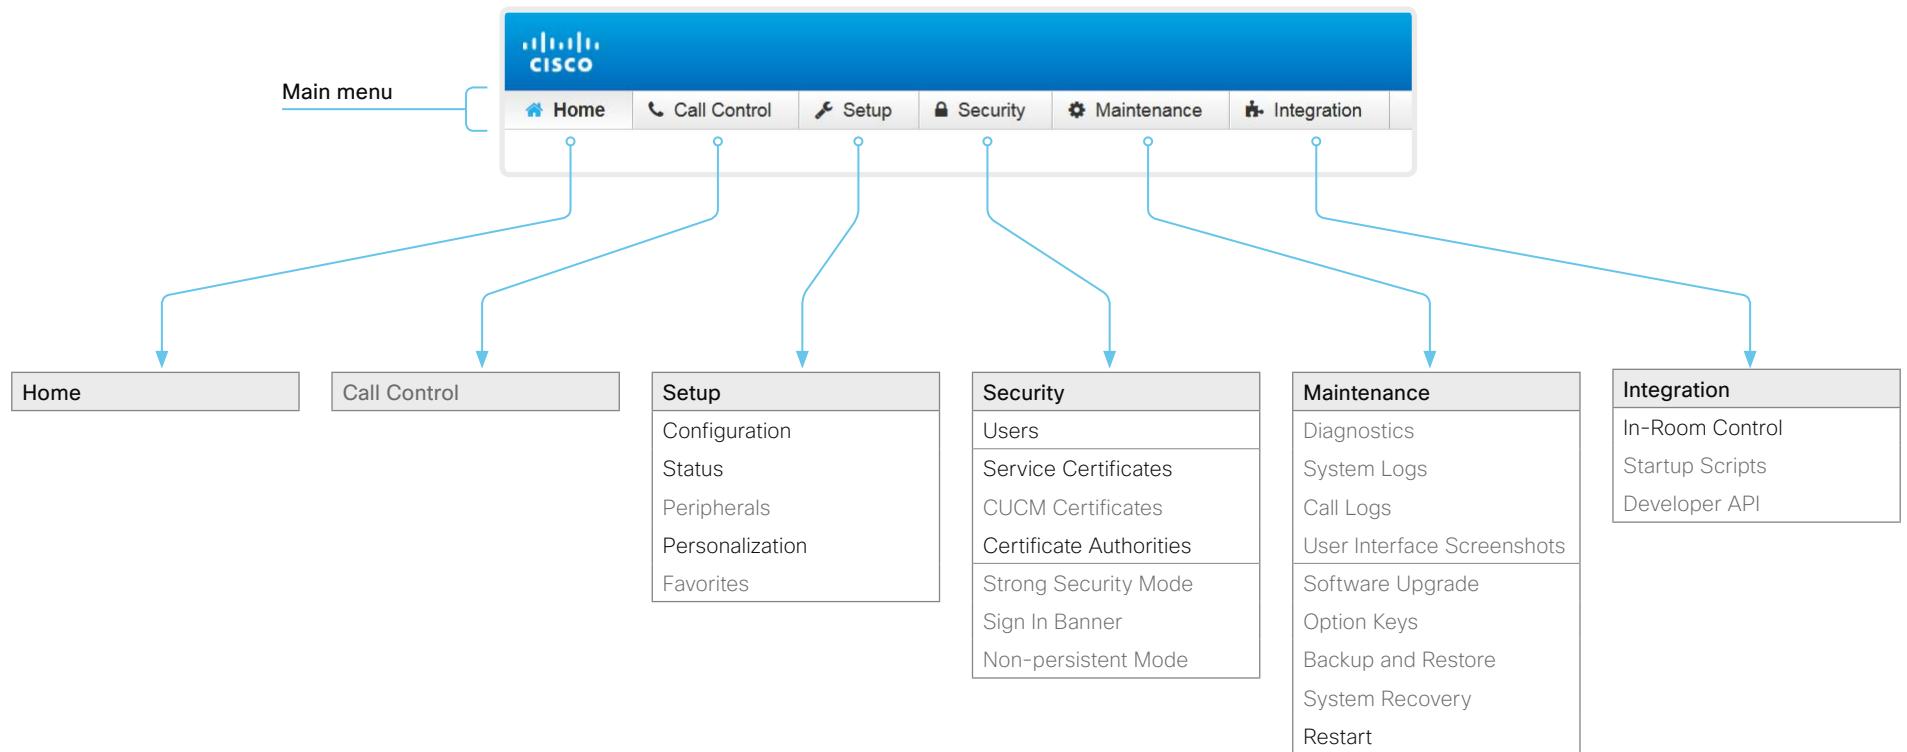 CISCO
Main menu
Home
Call Control
Setup
Security
Maintenance
Integration
Home
Call Control
Setup
Configuration
Status
Peripherals
Personalization
Favorites
Security
Users
Service Certificates
CUCM Certificates
Certificate Authorities
Strong Security Mode
Sign In Banner
Non-persistent Mode
Maintenance
Diagnostics
System Logs
Call Logs
User Interface Screenshots
Software Upgrade
Option Keys
Backup and Restore
System Recovery
Restart
Integration
In-Room Control
Startup Scripts
Developer API